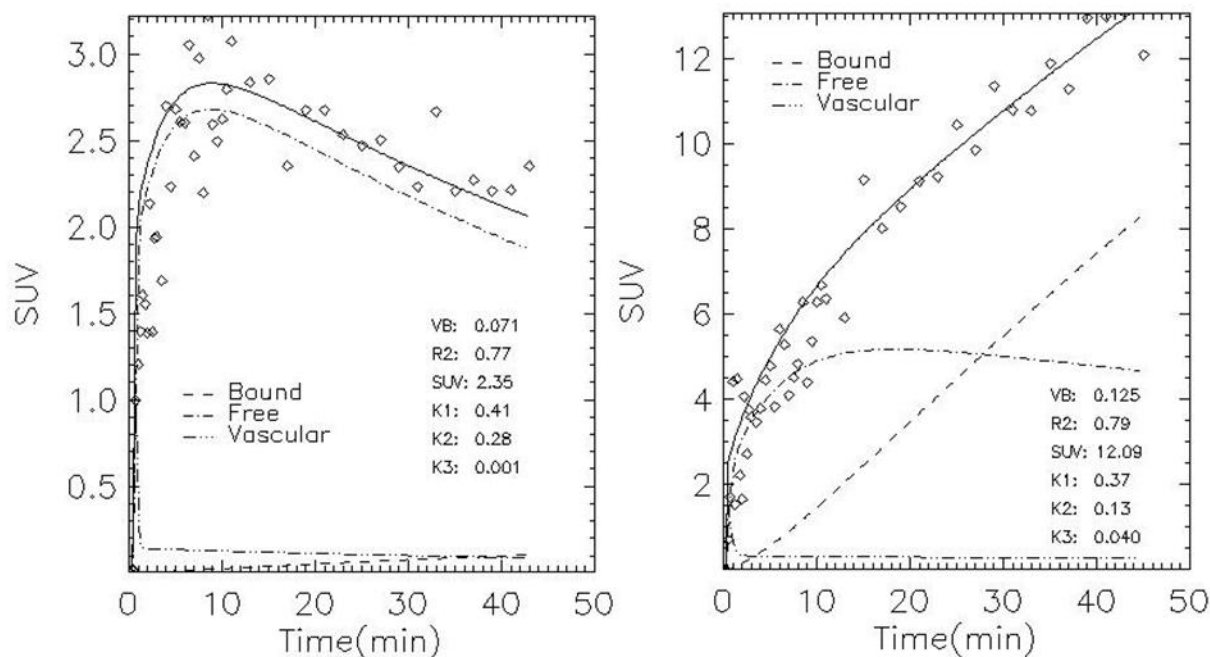 3.0
2.5
2.0
1.5
1.0
0.5
SUV
VB: 0.071
R2: 0.77
SUV: 2.35
K1: 0.41
K2: 0.28
K3: 0.001
Bound
Free
Vascular
0 10 20 30 40 50
Time(min)
12
10
8
6
4
2
SUV
Bound
Free
Vascular
VB: 0.125
R2: 0.79
SUV: 12.09
K1: 0.37
K2: 0.13
K3: 0.040
0 10 20 30 40 50
Time(min)